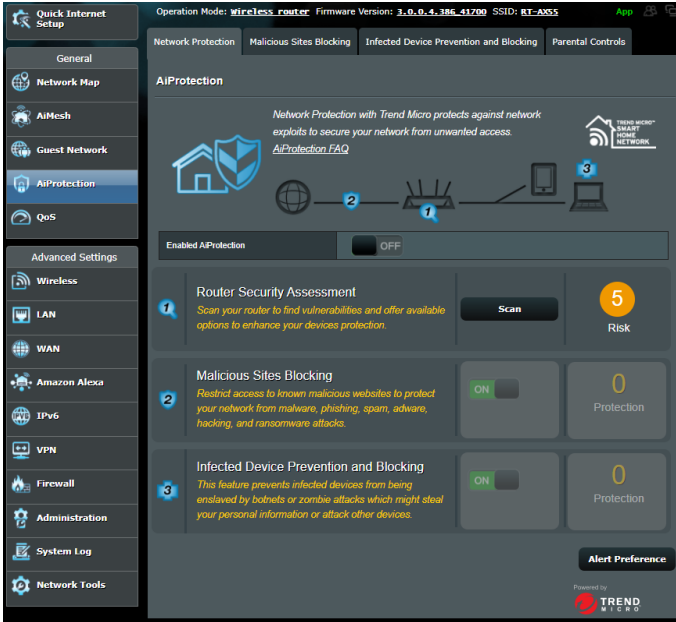 Quick Internet
Setup
Operation Mode: Wireless router Firmware Version: 3.0.0.4.386_41700 SSID: RT-AX55 App
Network Protection Malicious Sites Blocking Infected Device Prevention and Blocking Parental Controls
General
Network Map
AiMesh
Guest Network
AiProtection
QoS
Advanced Settings
Wireless
LAN
WAN
Amazon Alexa
IPv6
VPN
Firewall
Administration
System Log
Network Tools
AiProtection
Network Protection with Trend Micro protects against network
exploits to secure your network from unwanted access.
AiProtection FAQ
TREND MICRO™
SMART
HOME
NETWORK
2
1
3
Enabled AiProtection OFF
1
Router Security Assessment
Scan your router to find vulnerabilities and offer available
options to enhance your devices protection.
Scan
5
Risk
2
Malicious Sites Blocking
Restrict access to known malicious websites to protect
your network from malware, phishing, spam, adware,
hacking, and ransomware attacks.
ON
0
Protection
3
Infected Device Prevention and Blocking
This feature prevents infected devices from being
enslaved by botnets or zombie attacks which might steal
your personal information or attack other devices.
ON
0
Protection
Alert Preference
Powered by
TREND
MICRO